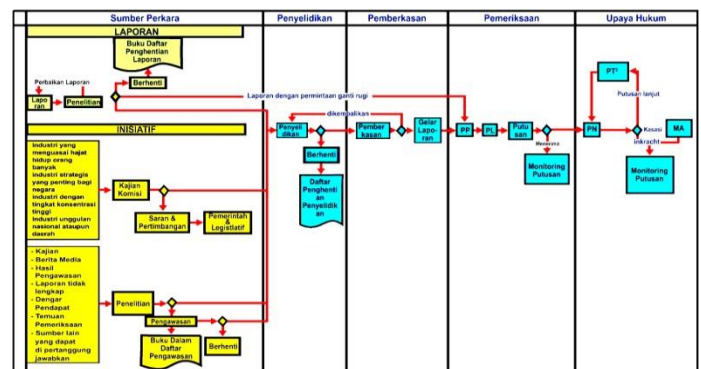 Sumber Perkara
Penyelidikan
Pemberkasan
Pemeriksaan
Upaya Hukum
LAPORAN
Buku Daftar
Penghentian
Laporan
Perbaikan Laporan
Berhenti
Lapo
ran
Penelitian
Laporan dengan permintaan ganti rugi
dikembalikan
INISIATIF
Industri yang
menguasai hajat
hidup orang
banyak
industri strategis
yang penting bagi
negara
industri dengan
tingkat konsentrasi
tinggi
Industri unggulan
nasional ataupun
daerah
Kajian
Komisi
Saran &
Pertimbangan
Pemerintah
&
Legistlatif
- Kajian
- Berita Media
- Hasil
Pengawasan
- Laporan tidak
lengkap
- Dengar
Pendapat
- Temuan
Pemeriksaan
- Sumber lain
yang dapat
di pertanggung
jawabkan
Penelitian
Pengawasan
Buku Dalam
Daftar
Pengawasan
Berhenti
Penyeli
dikan
Berhenti
Daftar
Penghenti
an
Penyelidik
an
Pember
kasan
Gelar
Lapo-
ran
PP
PL
Putu
san
Menerima
Monitoring
Putusan
PN
PT²
Putusan lanjut
Kasasi
MA
inkracht
Monitoring
Putusan